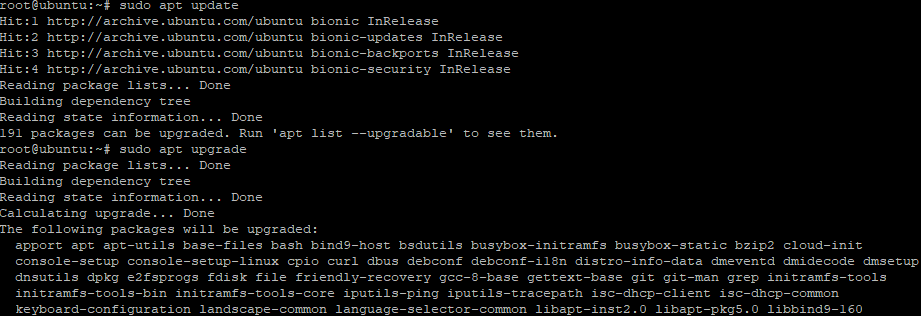 root@ubuntu:~# sudo apt update
Hit:1 http://archive.ubuntu.com/ubuntu bionic InRelease
Hit:2 http://archive.ubuntu.com/ubuntu bionic-updates InRelease
Hit:3 http://archive.ubuntu.com/ubuntu bionic-backports InRelease
Hit:4 http://archive.ubuntu.com/ubuntu bionic-security InRelease
Reading package lists... Done
Building dependency tree
Reading state information... Done
191 packages can be upgraded. Run 'apt list --upgradable' to see them.
root@ubuntu:~# sudo apt upgrade
Reading package lists... Done
Building dependency tree
Reading state information... Done
Calculating upgrade... Done
The following packages will be upgraded:
  apport apt apt-utils base-files bash bind9-host bsdutils busybox-initramfs busybox-static bzip2 cloud-init
  console-setup console-setup-linux cpio curl dbus debconf debconf-i18n distro-info-data dmeventd dmidecode dmsetup
  dnsutils dpkg e2fsprogs fdisk file friendly-recovery gcc-8-base gettext-base git git-man grep initramfs-tools
  initramfs-tools-bin initramfs-tools-core iputils-ping iputils-tracepath isc-dhcp-client isc-dhcp-common
  keyboard-configuration landscape-common language-selector-common libapt-inst2.0 libapt-pkg5.0 libbind9-160